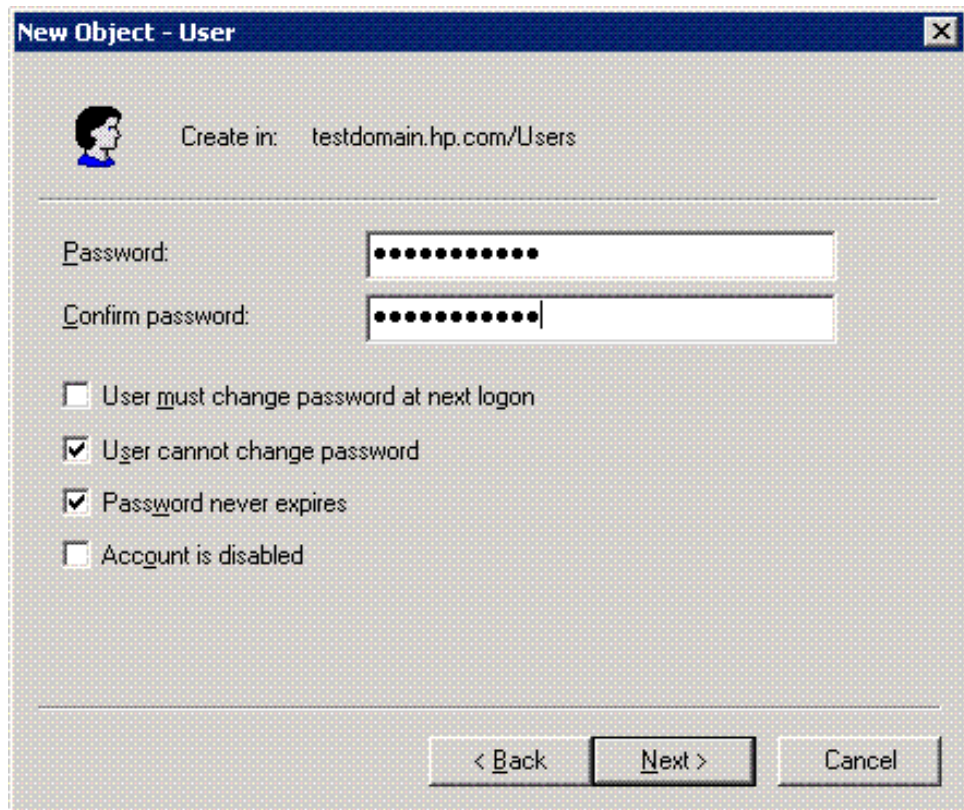 New Object - User
Create in: testdomain.hp.com/Users
Password: ●●●●●●●●●●●
Confirm password: ●●●●●●●●●●●
User must change password at next logon
User cannot change password
Password never expires
Account is disabled
< Back Next > Cancel